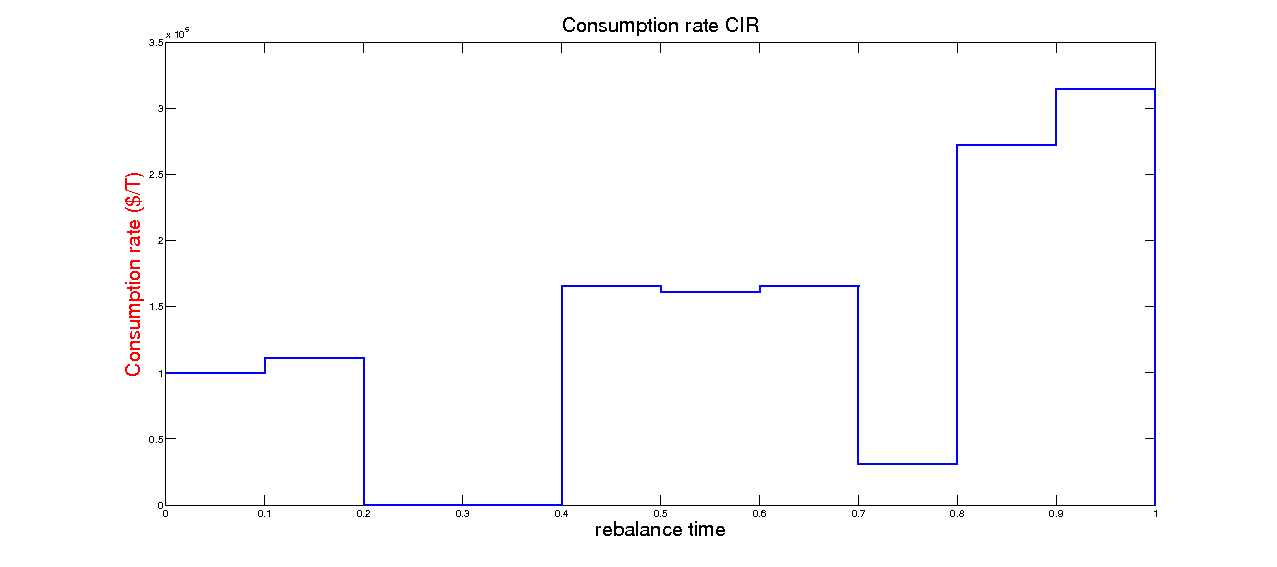 Consumption rate CIR
x 10^5
3.5
3
2.5
2
1.5
1
0.5
0
Consumption rate ($/T)
0 0.1 0.2 0.3 0.4 0.5 0.6 0.7 0.8 0.9 1
rebalance time